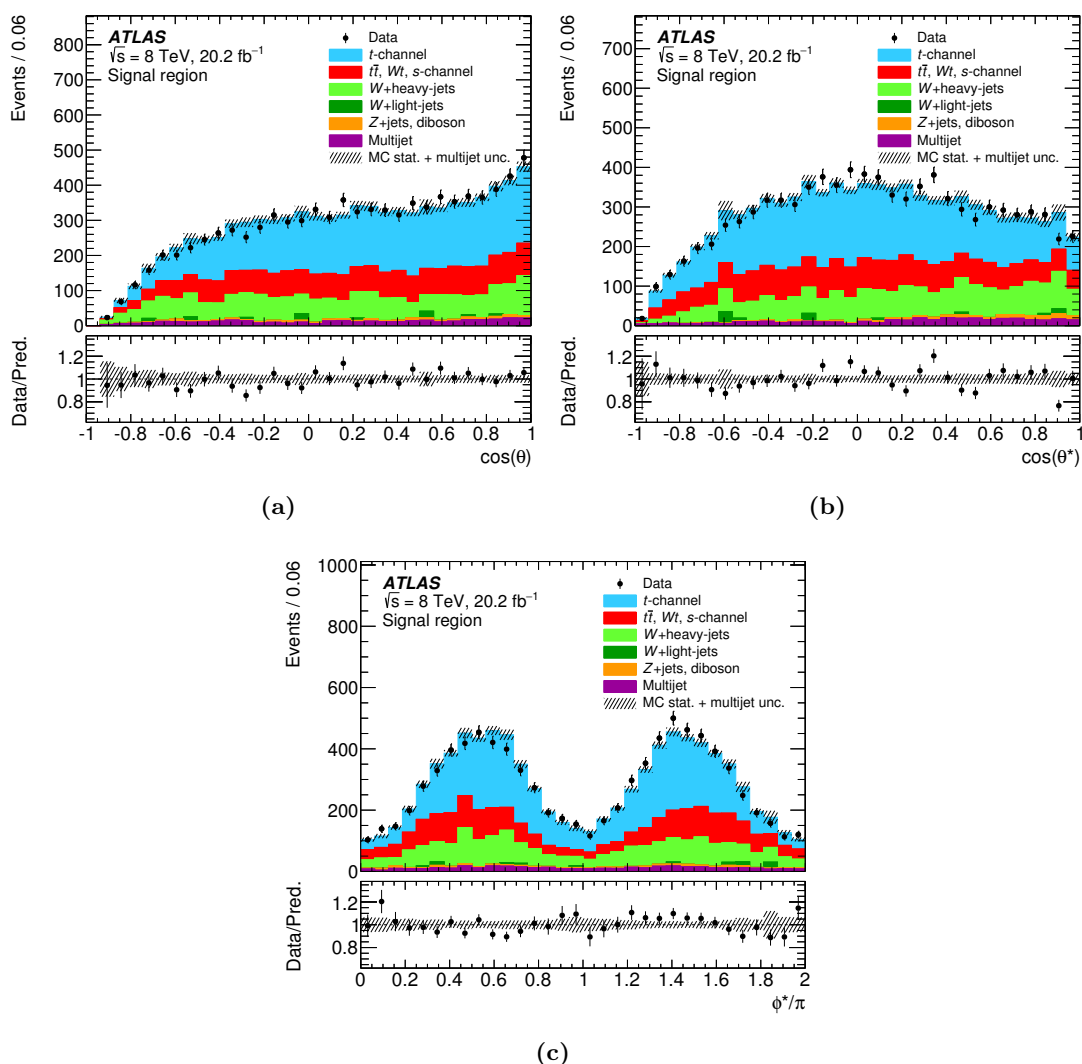 Events / 0.06
800
700
600
500
400
300
200
100
0
ATLAS
√s = 8 TeV, 20.2 fb⁻¹
Signal region
Data
t-channel
tt̅, Wt, s-channel
W+heavy-jets
W+light-jets
Z+jets, diboson
Multijet
MC stat. + multijet unc.
Data/Pred.
1.2
1
0.8
-1 -0.8 -0.6 -0.4 -0.2 0 0.2 0.4 0.6 0.8 1
cos(θ)
(a)
Events / 0.06
700
600
500
400
300
200
100
0
ATLAS
√s = 8 TeV, 20.2 fb⁻¹
Signal region
Data
t-channel
tt̅, Wt, s-channel
W+heavy-jets
W+light-jets
Z+jets, diboson
Multijet
MC stat. + multijet unc.
Data/Pred.
1.2
1
0.8
-1 -0.8 -0.6 -0.4 -0.2 0 0.2 0.4 0.6 0.8 1
cos(θ*)
(b)
Events / 0.06
1000
800
600
400
200
0
ATLAS
√s = 8 TeV, 20.2 fb⁻¹
Signal region
Data
t-channel
tt̅, Wt, s-channel
W+heavy-jets
W+light-jets
Z+jets, diboson
Multijet
MC stat. + multijet unc.
Data/Pred.
1.2
1
0.8
0 0.2 0.4 0.6 0.8 1 1.2 1.4 1.6 1.8 2
ϕ*/π
(c)